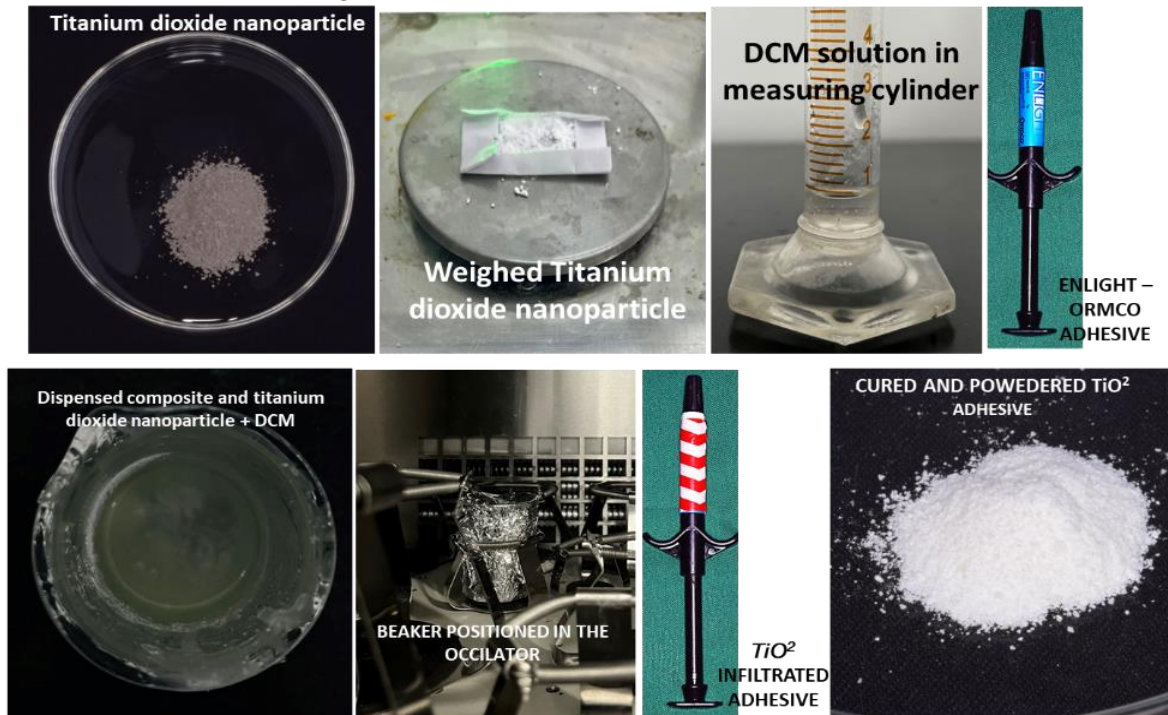 Titanium dioxide nanoparticle
Weighed Titanium
dioxide nanoparticle
DCM solution in
measuring cylinder
4
3
2
1
ENLIGHT –
ORMCO
ADHESIVE
Dispensed composite and titanium
dioxide nanoparticle + DCM
BEAKER POSITIONED IN THE
OCCILATOR
TiO²
INFILTRATED
ADHESIVE
CURED AND POWEDERED TiO²
ADHESIVE